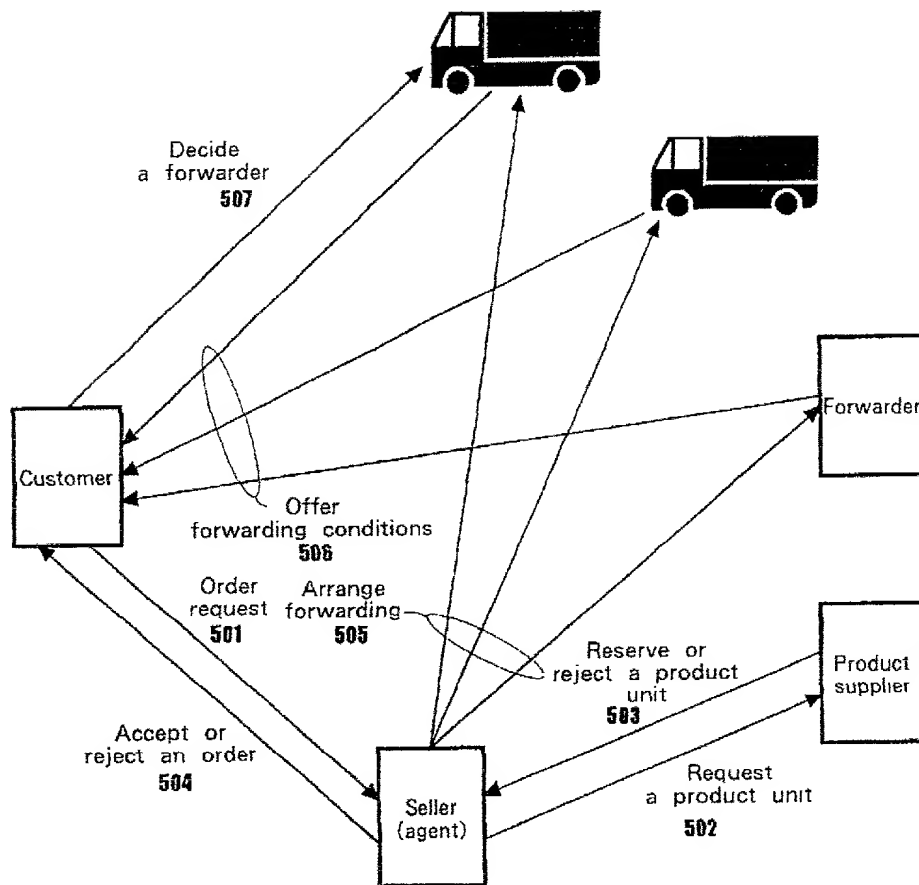 Decide
a forwarder
507
Forwarder
Customer
Offer
forwarding conditions
506
Order
request
501
Arrange
forwarding
505
Reserve or
reject a product
unit
503
Product
supplier
Accept or
reject an order
504
Seller
(agent)
Request
a product unit
502